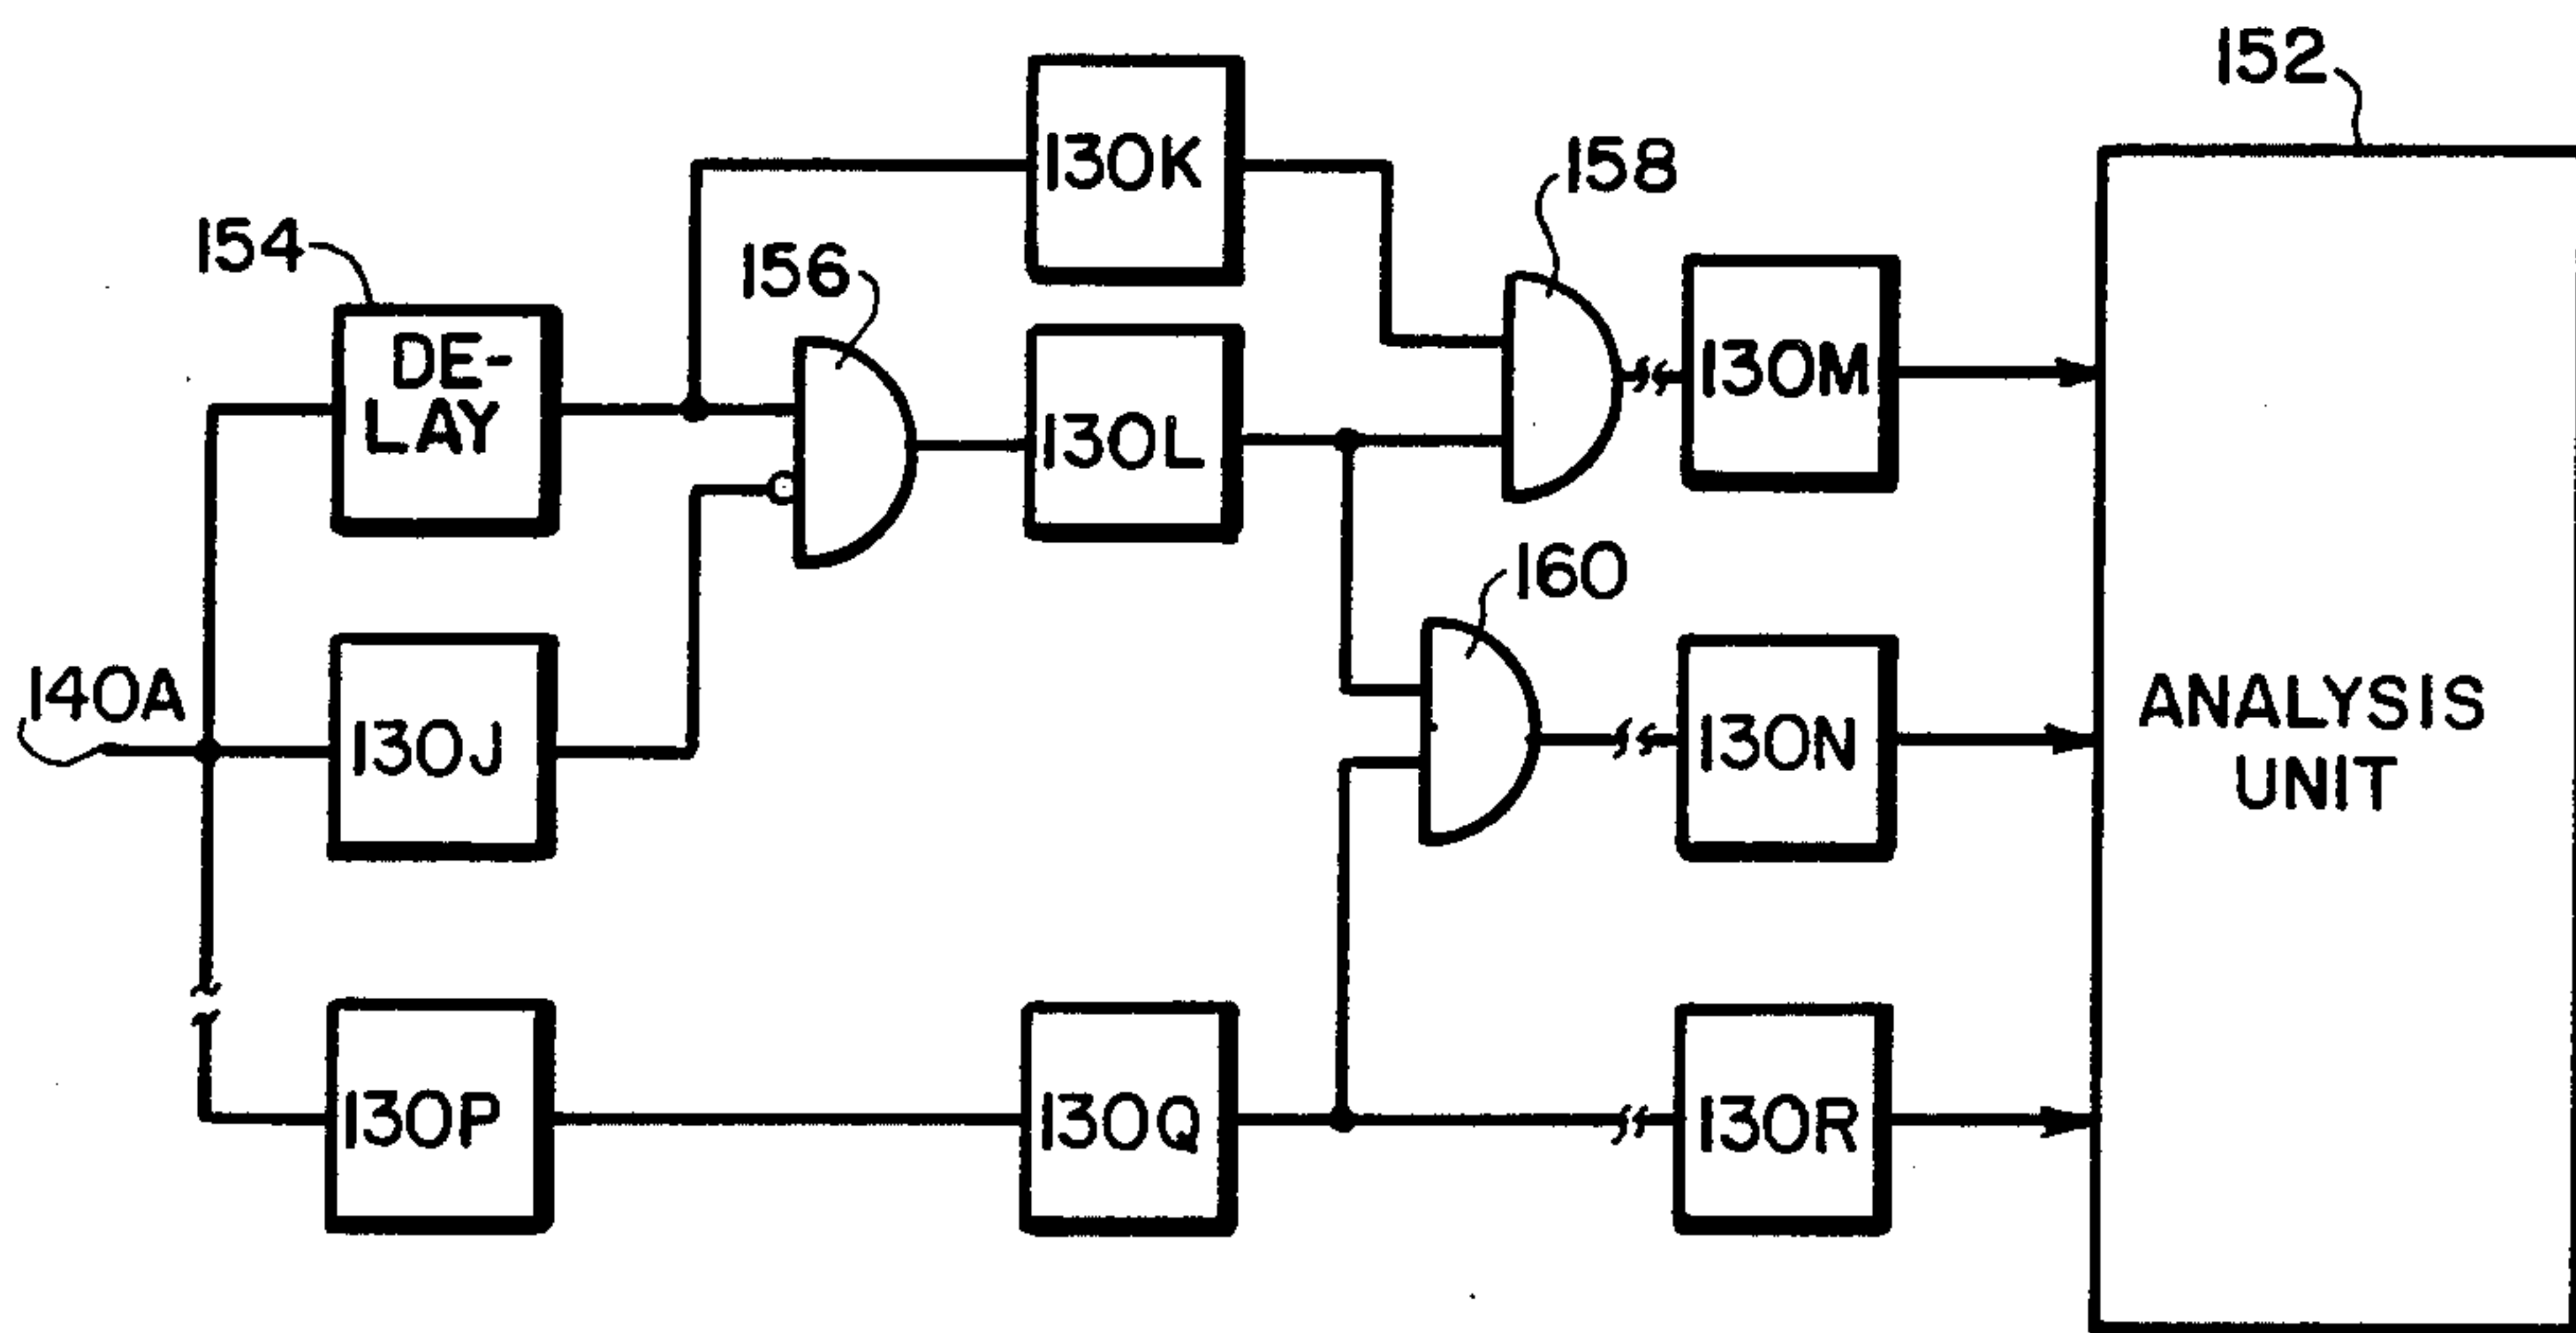 152
130K
158
154
156
DE-
LAY
130L
130M
160
140A
130J
130N
ANALYSIS
UNIT
130P
130Q
130R